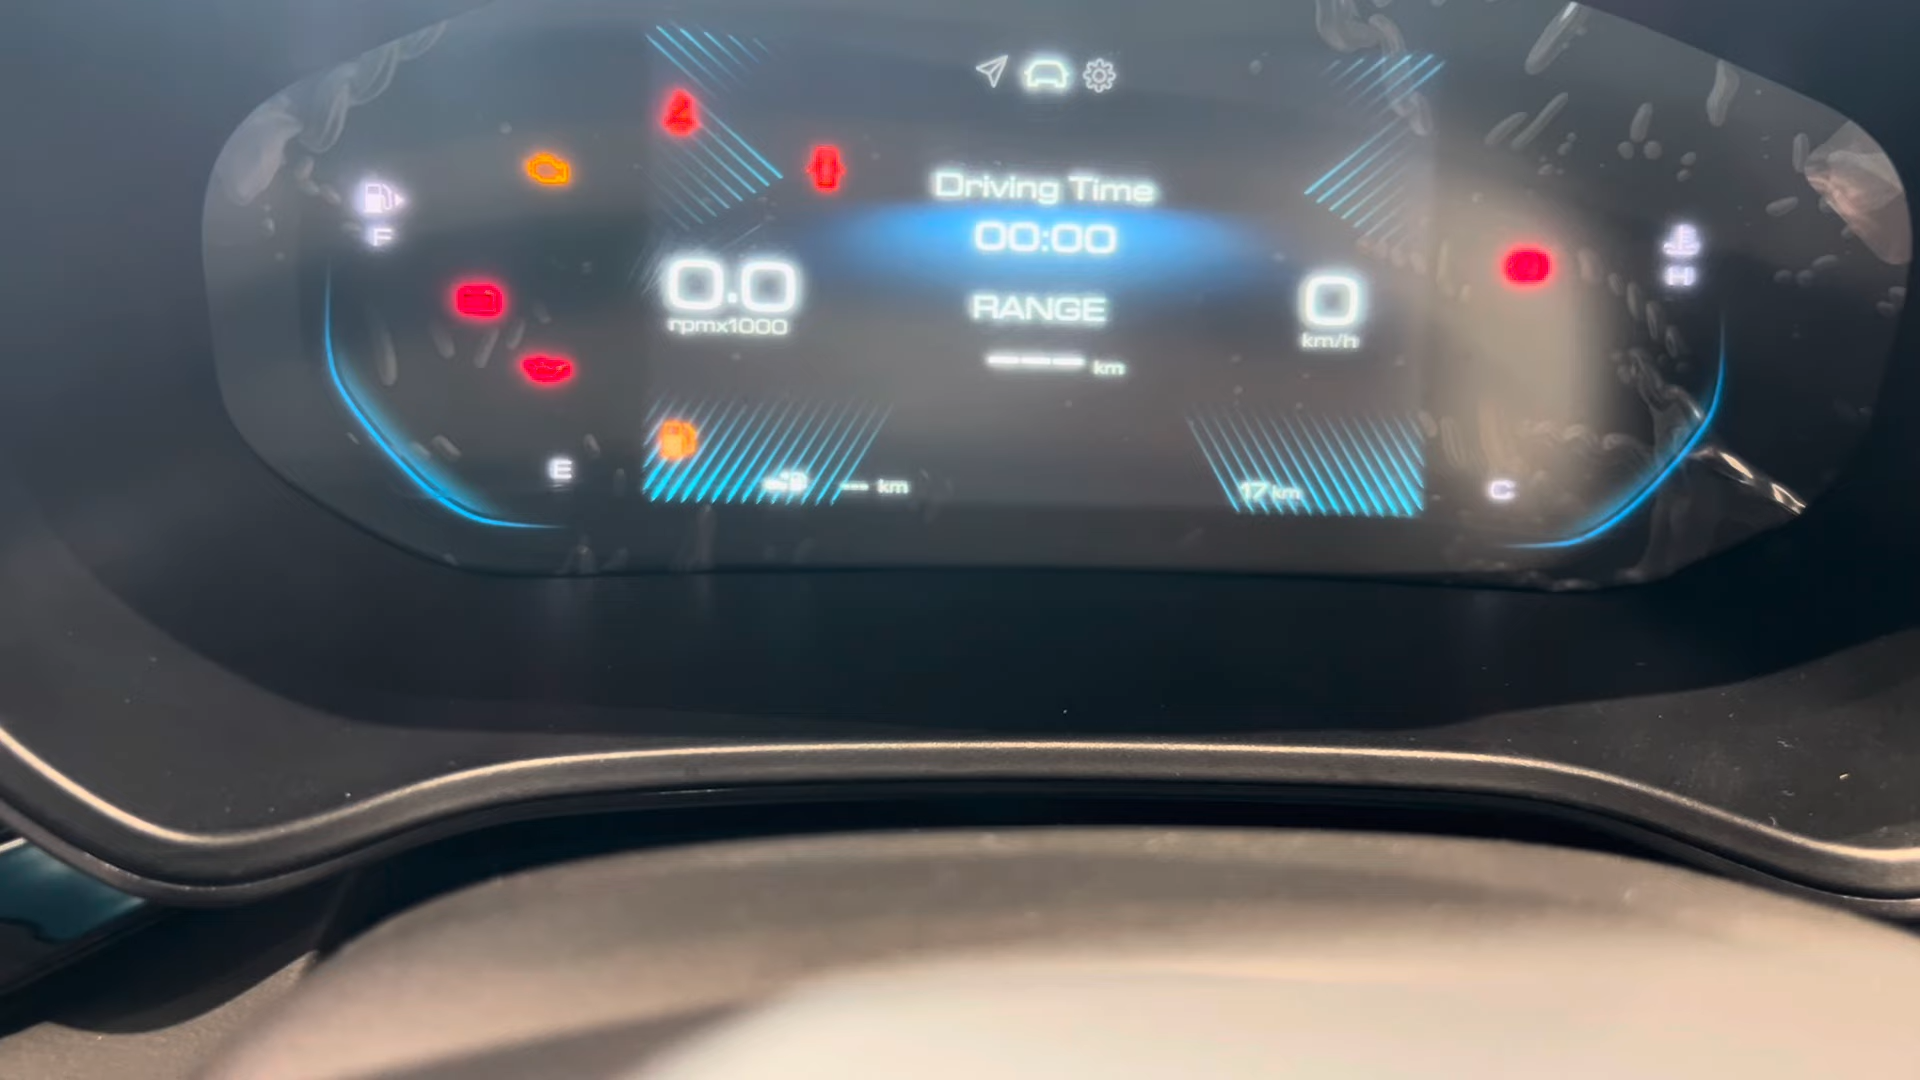 Driving Time
00:00
F
0.0
rpmx1000
RANGE
--- km
0
km/h
H
E
--- km
17 km
C